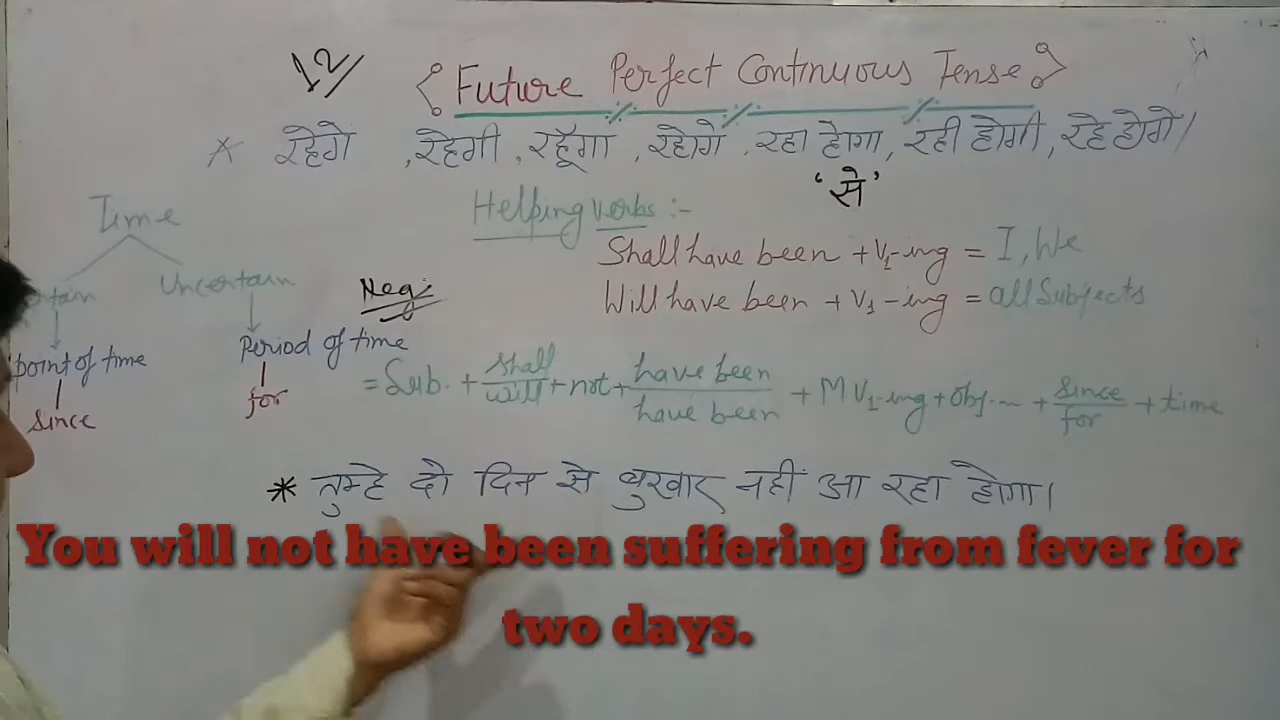 12/
{Future Perfect Continuous Tense}
* रहेगे, रहेगी, रहूँगा, रहोगे, रहा होगा, रही होगी, रहे होगे/
'से'
Time
Uncertain
Point of time
Since
Period of time
for
Helping verbs :-
Shall have been + V1-ing = I, We
Will have been + V1-ing = all Subjects
Neg:
= Sub. + shall/will + not + have been/have been + M V1-ing + Obj... + since/for + time
* तुम्हे दो दिन से बुखार नहीं आ रहा होगा।
You will not have been suffering from fever for
two days.